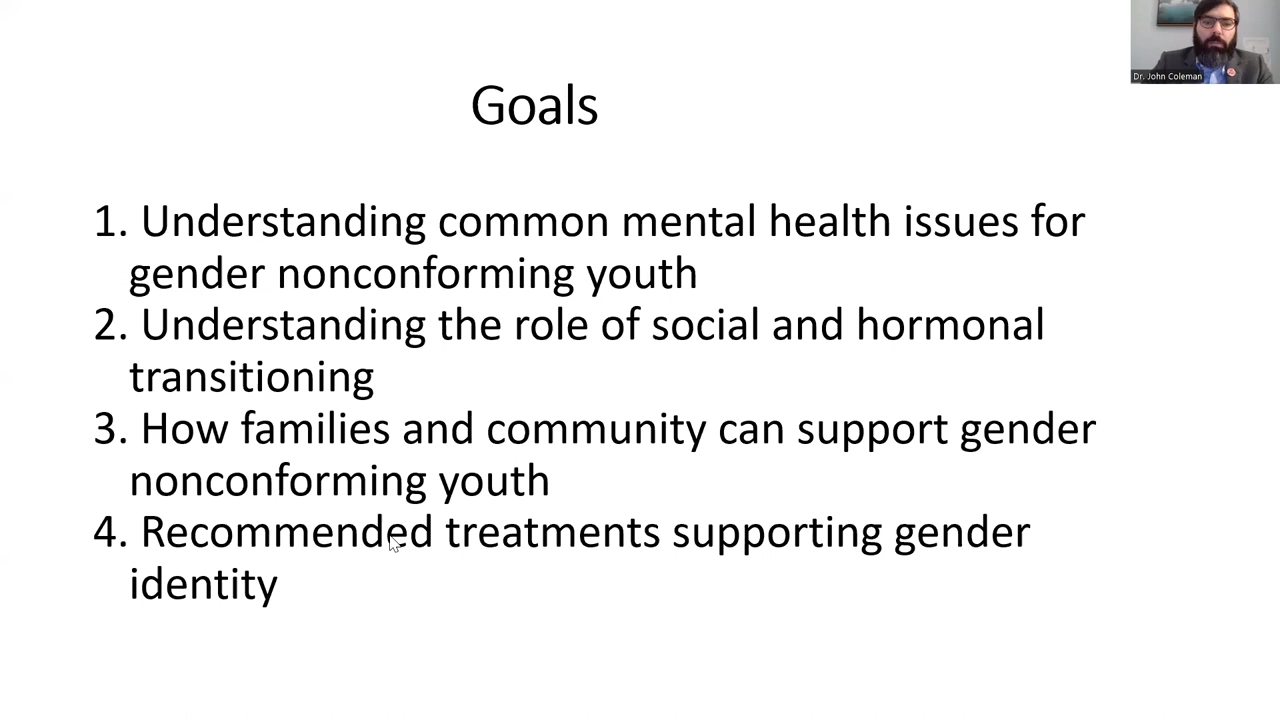 Goals
1. Understanding common mental health issues for
gender nonconforming youth
2. Understanding the role of social and hormonal
transitioning
3. How families and community can support gender
nonconforming youth
4. Recommended treatments supporting gender
identity
Dr. John Coleman